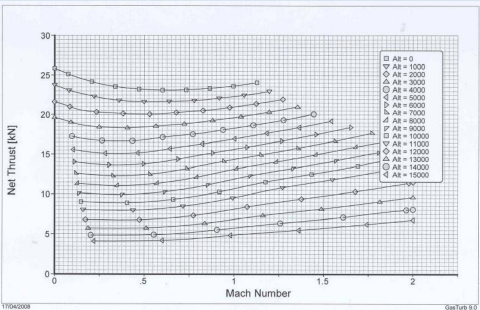 30
25
20
15
10
5
0
Net Thrust [kN]
0
.5
1
1.5
2
Mach Number
Alt = 0
Alt = 1000
Alt = 2000
Alt = 3000
Alt = 4000
Alt = 5000
Alt = 6000
Alt = 7000
Alt = 8000
Alt = 9000
Alt = 10000
Alt = 11000
Alt = 12000
Alt = 13000
Alt = 14000
Alt = 15000
17/04/2008
GasTurb 9.0